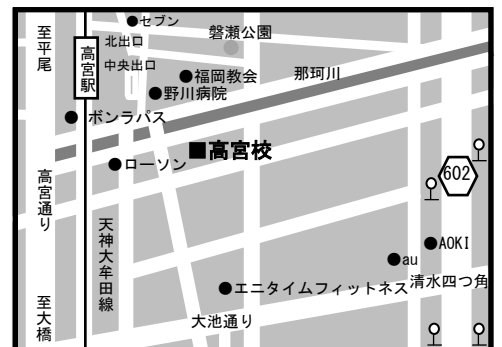 至平尾
セブン
北出口
磐瀬公園
高宮駅
中央出口
福岡教会
那珂川
野川病院
ボンラパス
高宮校
ローソン
602
高宮通り
天神大牟田線
AOKI
au
清水四つ角
エニタイムフィットネス
至大橋
大池通り